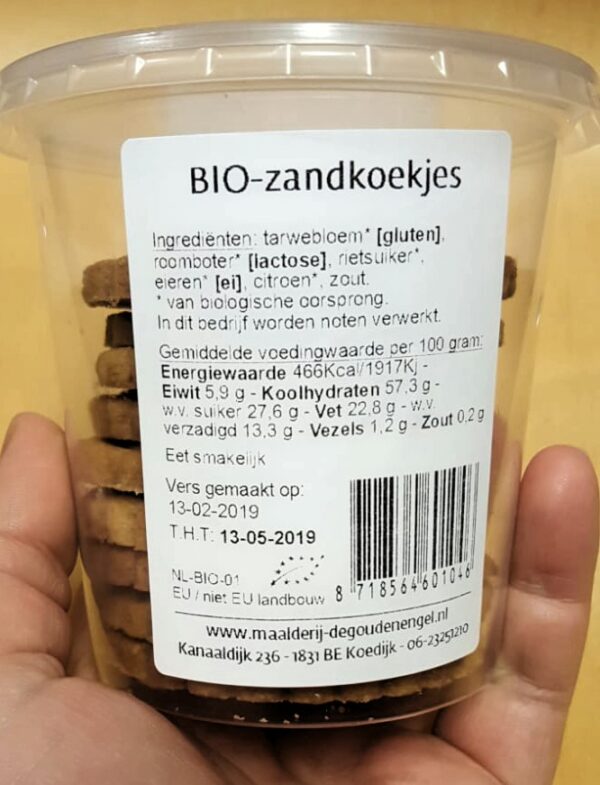 BIO-zandkoekjes
Ingrediënten: tarwebloem* [gluten],
roomboter* [lactose], rietsuiker*,
eieren* [ei], citroen*, zout.
* van biologische oorsprong.
In dit bedrijf worden noten verwerkt.
Gemiddelde voedingwaarde per 100 gram:
Energiewaarde 466Kcal/1917Kj -
Eiwit 5,9 g - Koolhydraten 57,3 g -
w.v. suiker 27,6 g - Vet 22,8 g - w.v.
verzadigd 13,3 g - Vezels 1,2 g - Zout 0,2 g
Eet smakelijk
Vers gemaakt op:
13-02-2019
T.H.T: 13-05-2019
NL-BIO-01
EU / niet EU landbouw
8 718564 601046
www.maalderij-degoudenengel.nl
Kanaaldijk 236 - 1831 BE Koedijk - 06-23251210